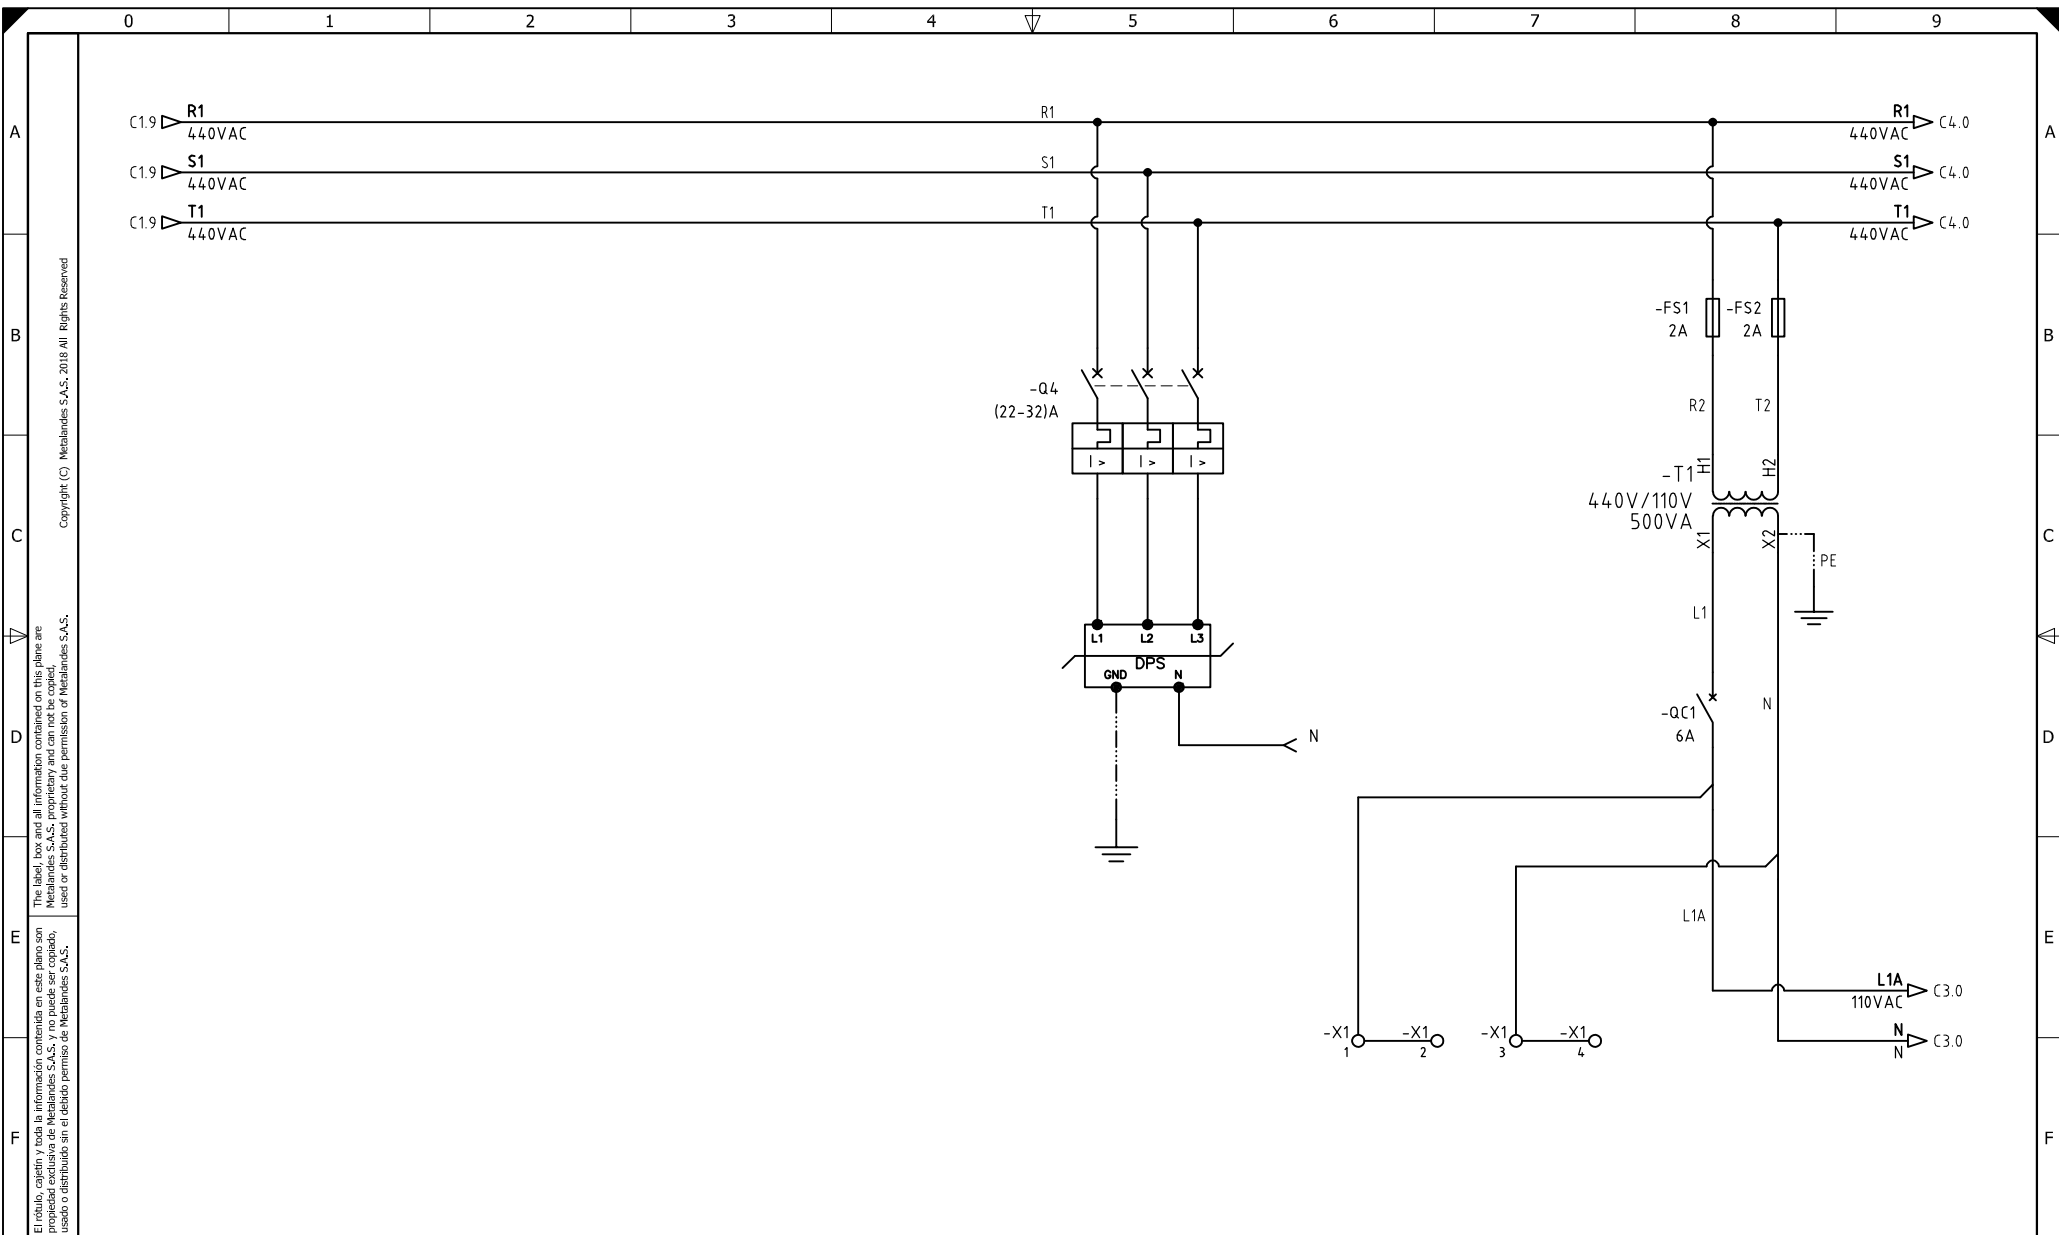 0 1 2 3 4 5 6 7 8 9
A A
B B
C C
D D
E E
F F
C1.9 R1 R1 R1 C4.0
440VAC 440VAC
C1.9 S1 S1 S1 C4.0
440VAC 440VAC
C1.9 T1 T1 T1 C4.0
440VAC 440VAC
-FS1 -FS2
2A 2A
-Q4
(22-32)A
R2 T2
I > I > I >
H1 H2
-T1
440V/110V
500VA
X1 X2
PE
L1
L1 L2 L3
DPS
GND N
N
-QC1
6A
N
L1A
L1A C3.0
110VAC
N C3.0
N
-X1 -X1 -X1 -X1
1 2 3 4
Copyright (C) Metalandes S.A.S. 2018 All Rights Reserved
The label, box and all information contained on this plane are
Metalandes S.A.S. proprietary and can not be copied,
used or distributed without due permission of Metalandes S.A.S.
El rótulo, cajetín y toda la información contenida en este plano son
propiedad exclusiva de Metalandes S.A.S. y no puede ser copiado,
usado o distribuido sin el debido permiso de Metalandes S.A.S.